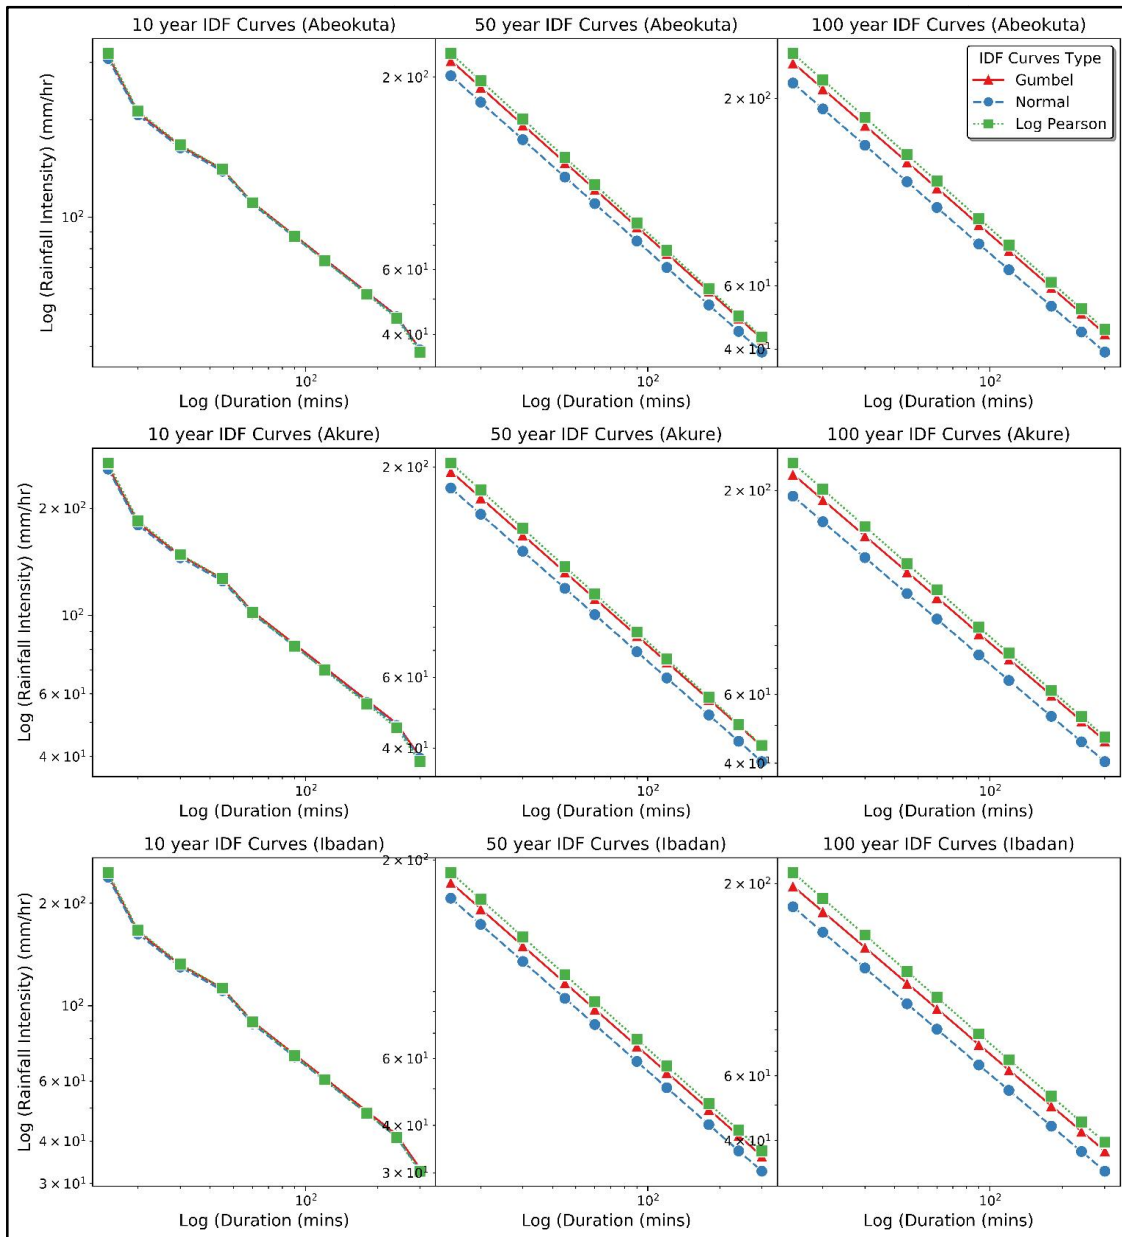 10 year IDF Curves (Abeokuta)
50 year IDF Curves (Abeokuta)
100 year IDF Curves (Abeokuta)
IDF Curves Type
Gumbel
Normal
Log Pearson
Log (Rainfall Intensity) (mm/hr)
10²
2 × 10²
6 × 10¹
4 × 10¹
2 × 10²
6 × 10¹
4 × 10¹
10²
10²
10²
Log (Duration (mins)
Log (Duration (mins)
Log (Duration (mins)
10 year IDF Curves (Akure)
50 year IDF Curves (Akure)
100 year IDF Curves (Akure)
Log (Rainfall Intensity) (mm/hr)
2 × 10²
10²
6 × 10¹
4 × 10¹
2 × 10²
6 × 10¹
4 × 10¹
2 × 10²
6 × 10¹
4 × 10¹
10²
10²
10²
Log (Duration (mins)
Log (Duration (mins)
Log (Duration (mins)
10 year IDF Curves (Ibadan)
50 year IDF Curves (Ibadan)
100 year IDF Curves (Ibadan)
Log (Rainfall Intensity) (mm/hr)
2 × 10²
10²
6 × 10¹
4 × 10¹
3 × 10¹
2 × 10²
6 × 10¹
4 × 10¹
3 × 10¹
2 × 10²
6 × 10¹
4 × 10¹
10²
10²
10²
Log (Duration (mins)
Log (Duration (mins)
Log (Duration (mins)